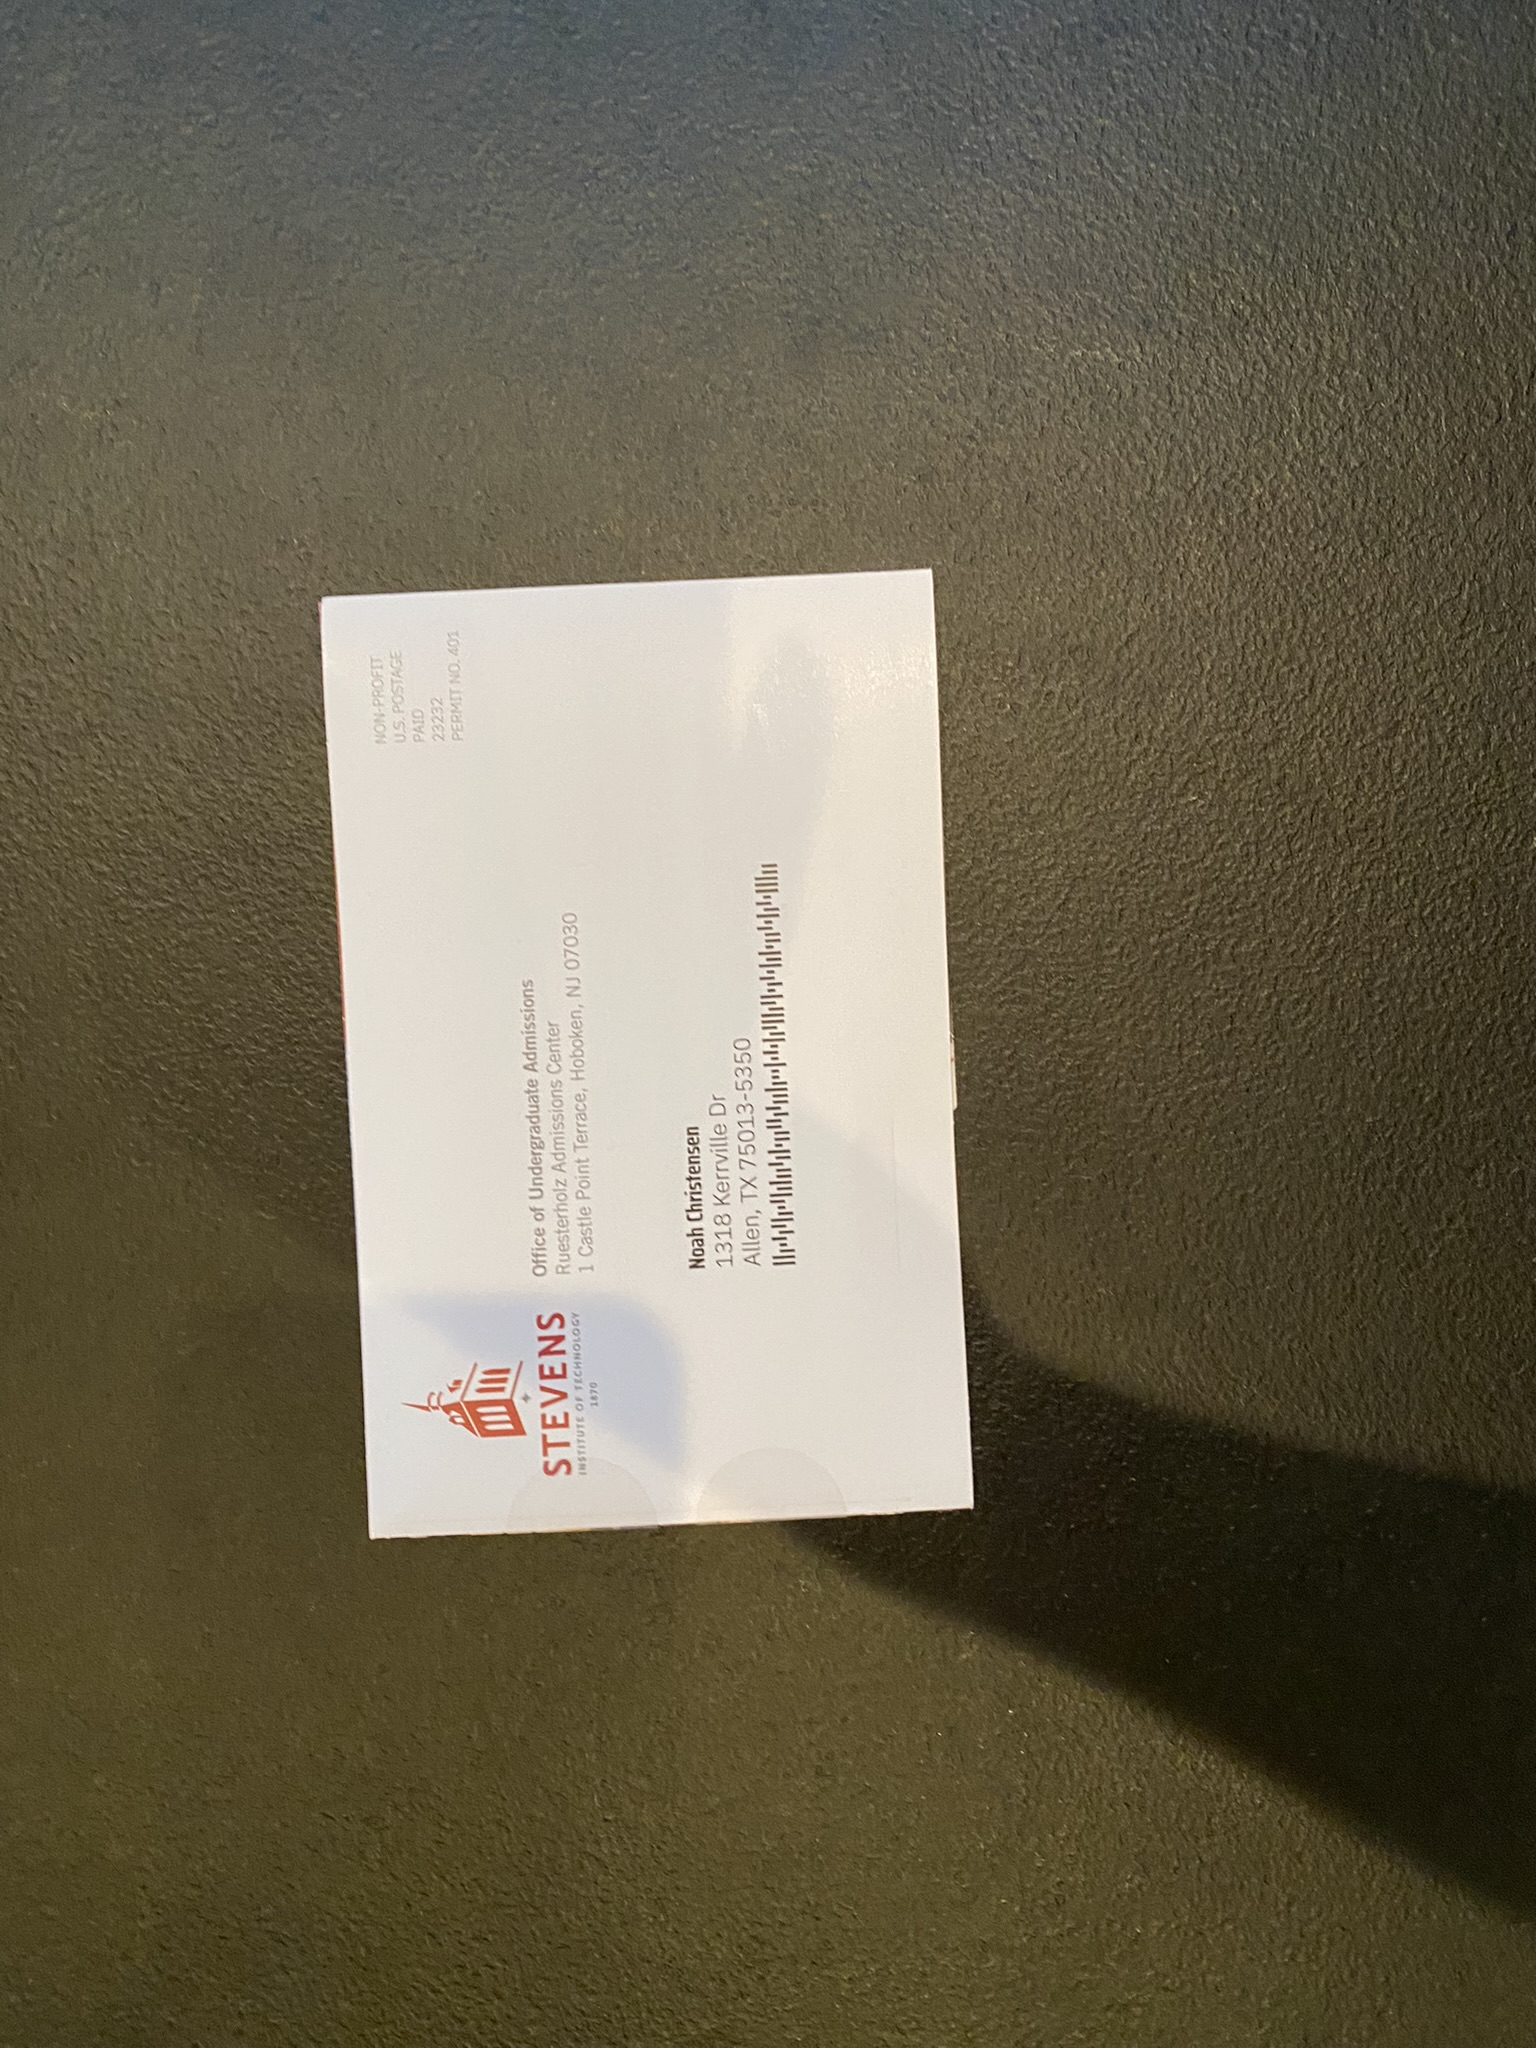 NON-PROFIT
U.S. POSTAGE
PAID
23232
PERMIT NO. 401
STEVENS
INSTITUTE OF TECHNOLOGY
1870
Office of Undergraduate Admissions
Ruesterholz Admissions Center
1 Castle Point Terrace, Hoboken, NJ 07030
Noah Christensen
1318 Kerrville Dr
Allen, TX 75013-5350